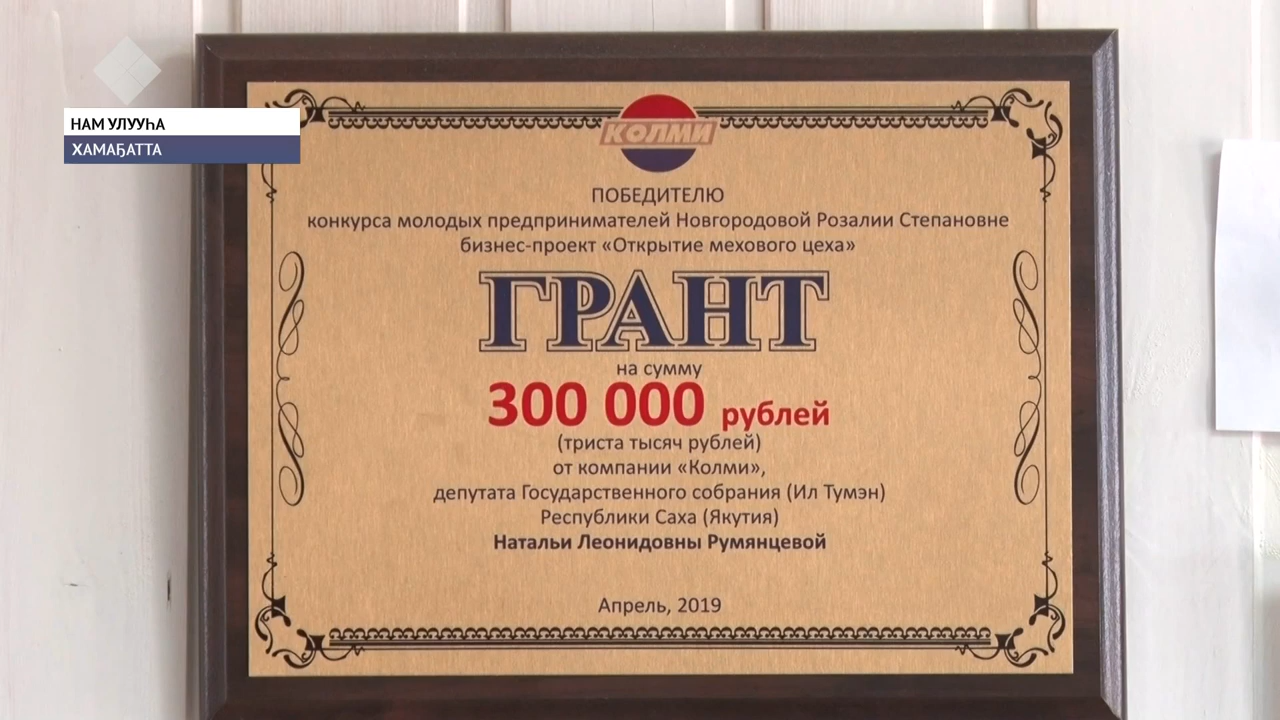 НАМ УЛУУҺА
ХАМАҔАТТА
КОЛМИ
ПОБЕДИТЕЛЮ
конкурса молодых предпринимателей Новгородовой Розалии Степановне
бизнес-проект «Открытие мехового цеха»
ГРАНТ
на сумму
300 000 рублей
(триста тысяч рублей)
от компании «Колми»,
депутата Государственного собрания (Ил Тумэн)
Республики Саха (Якутия)
Натальи Леонидовны Румянцевой
Апрель, 2019